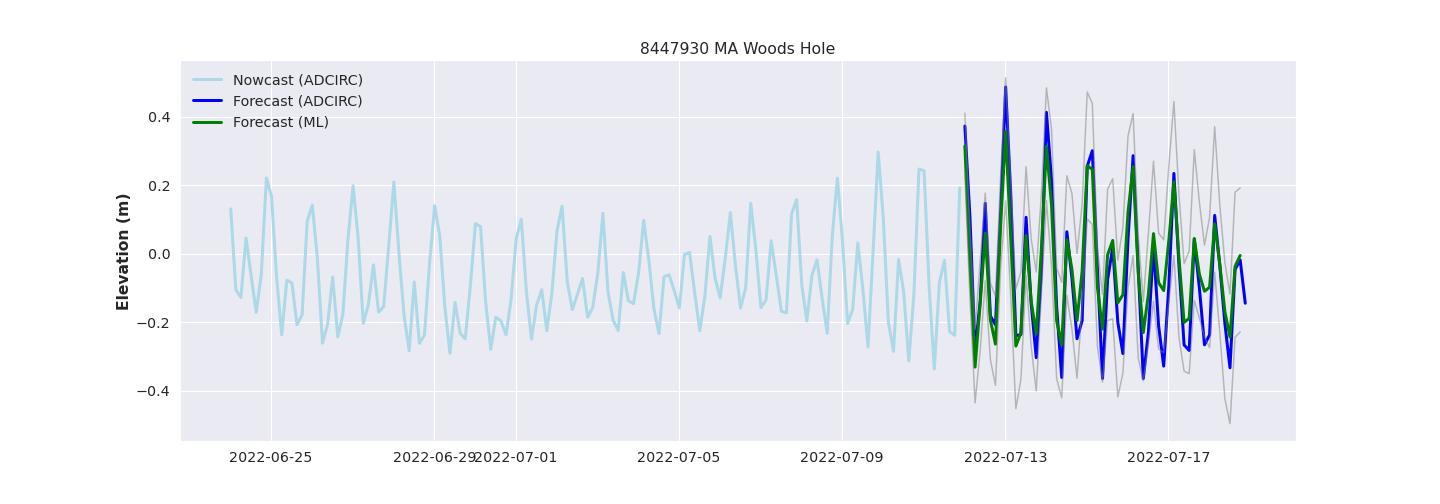 8447930 MA Woods Hole
Nowcast (ADCIRC)
Forecast (ADCIRC)
Forecast (ML)
Elevation (m)
0.4
0.2
0.0
−0.2
−0.4
2022-06-25
2022-06-29
2022-07-01
2022-07-05
2022-07-09
2022-07-13
2022-07-17